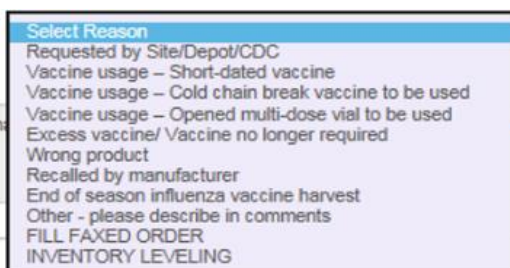 Select Reason
Requested by Site/Depot/CDC
Vaccine usage – Short-dated vaccine
Vaccine usage – Cold chain break vaccine to be used
Vaccine usage – Opened multi-dose vial to be used
Excess vaccine/ Vaccine no longer required
Wrong product
Recalled by manufacturer
End of season influenza vaccine harvest
Other - please describe in comments
FILL FAXED ORDER
INVENTORY LEVELING